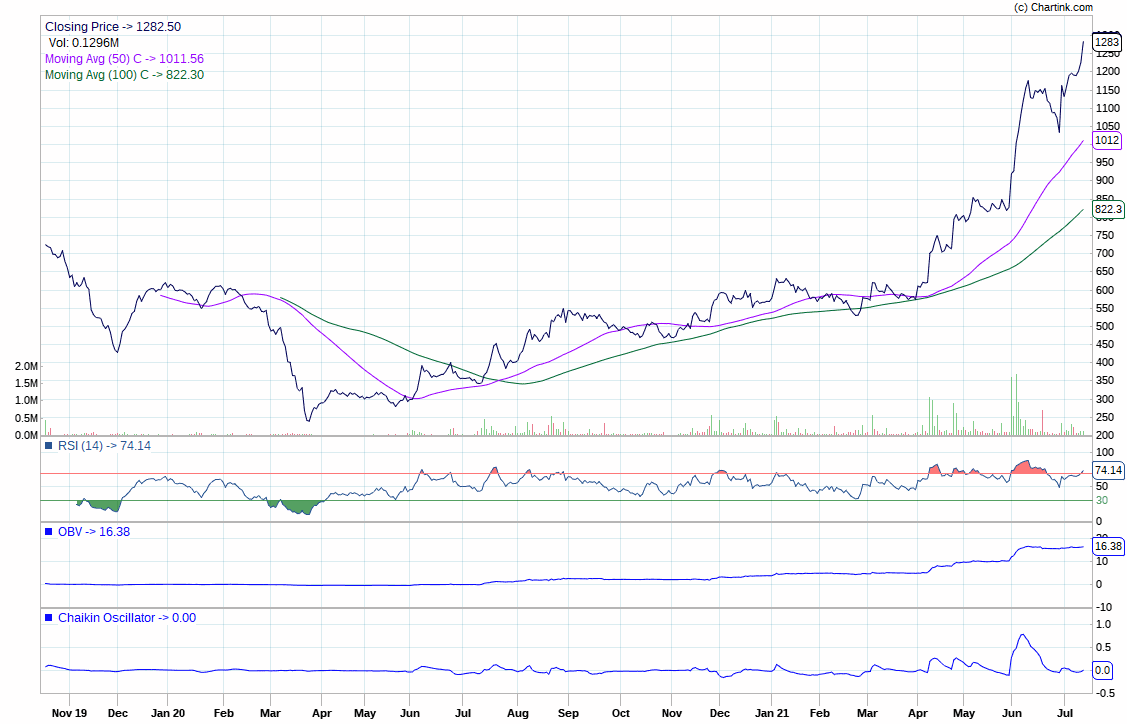 (c) Chartink.com
Closing Price -> 1282.50
Vol: 0.1296M
Moving Avg (50) C -> 1011.56
Moving Avg (100) C -> 822.30
1283
1250
1200
1150
1100
1050
1012
950
900
850
822.3
750
700
650
600
550
500
450
400
350
300
250
200
2.0M
1.5M
1.0M
0.5M
0.0M
RSI (14) -> 74.14
100
74.14
50
30
0
OBV -> 16.38
20
16.38
10
0
-10
Chaikin Oscillator -> 0.00
1.0
0.5
0.0
-0.5
Nov 19 Dec Jan 20 Feb Mar Apr May Jun Jul Aug Sep Oct Nov Dec Jan 21 Feb Mar Apr May Jun Jul